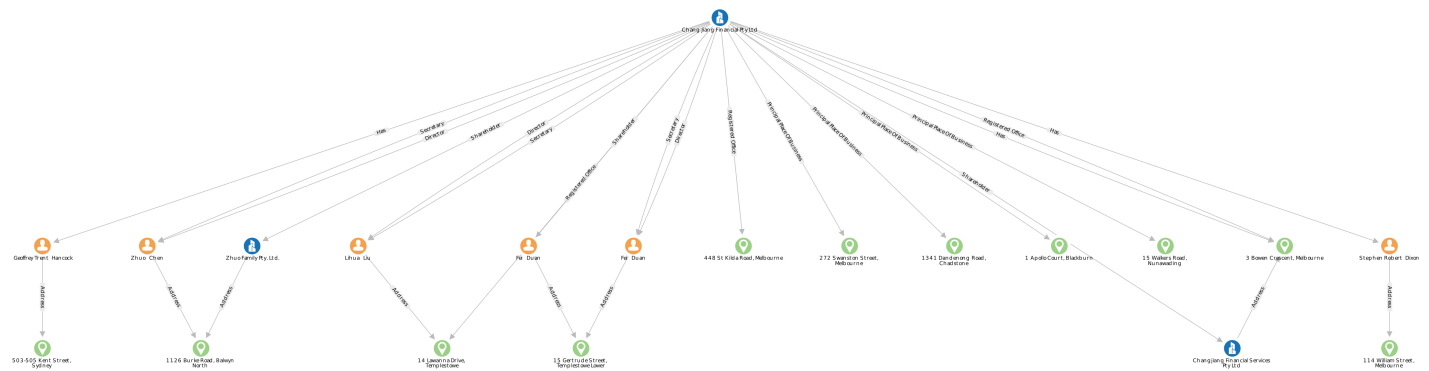 Chang Jiang Financial Pty Ltd
Has
Secretary
Director
Shareholder
Director
Secretary
Registered Office
Shareholder
Secretary
Director
Registered Office
Principal Place Of Business
Principal Place Of Business
Principal Place Of Business
Shareholder
Principal Place Of Business
Registered Office
Has
Has
Geoffrey Trent Hancock
Zhuo Chen
Zhuo Family Pty. Ltd.
Lihua Liu
Fei Duan
Fei Duan
448 St Kilda Road, Melbourne
272 Swanston Street,
Melbourne
1341 Dandenong Road,
Chadstone
1 Apollo Court, Blackburn
15 Walkers Road,
Nunawading
3 Bowen Crescent, Melbourne
Stephen Robert Dixon
Address
Address
Address
Address
Address
Address
Address
Address
503-505 Kent Street,
Sydney
1126 Burke Road, Balwyn
North
14 Lawanna Drive,
Templestowe
15 Gertrude Street,
Templestowe Lower
Changjiang Financial Services
Pty Ltd
114 William Street,
Melbourne